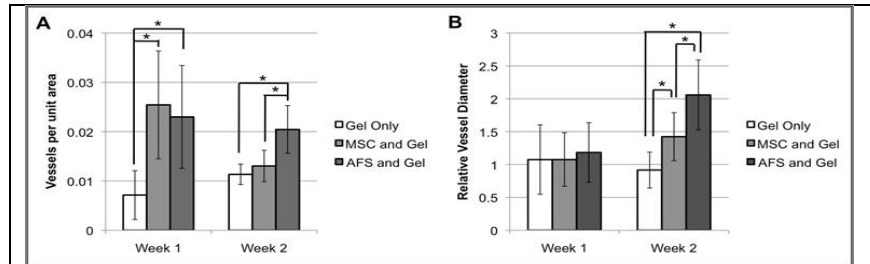 A
*
*
*
*
0.04
0.03
0.02
0.01
0
Vessels per unit area
Week 1
Week 2
Gel Only
MSC and Gel
AFS and Gel
B
*
*
*
3
2.5
2
1.5
1
0.5
0
Relative Vessel Diameter
Week 1
Week 2
Gel Only
MSC and Gel
AFS and Gel